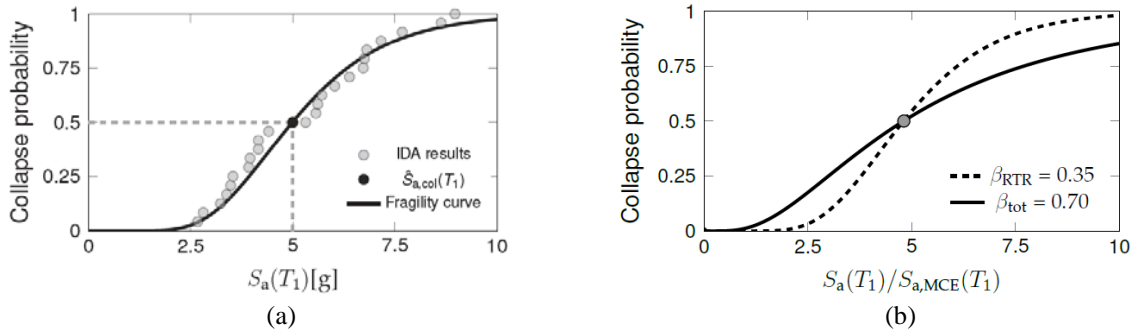 Collapse probability
1
0.75
0.5
0.25
0
0
2.5
5
7.5
10
IDA results
Ŝa,col(T1)
Fragility curve
Sa(T1)[g]
(a)
Collapse probability
1
0.75
0.5
0.25
0
0
2.5
5
7.5
10
βRTR = 0.35
βtot = 0.70
Sa(T1)/Sa,MCE(T1)
(b)